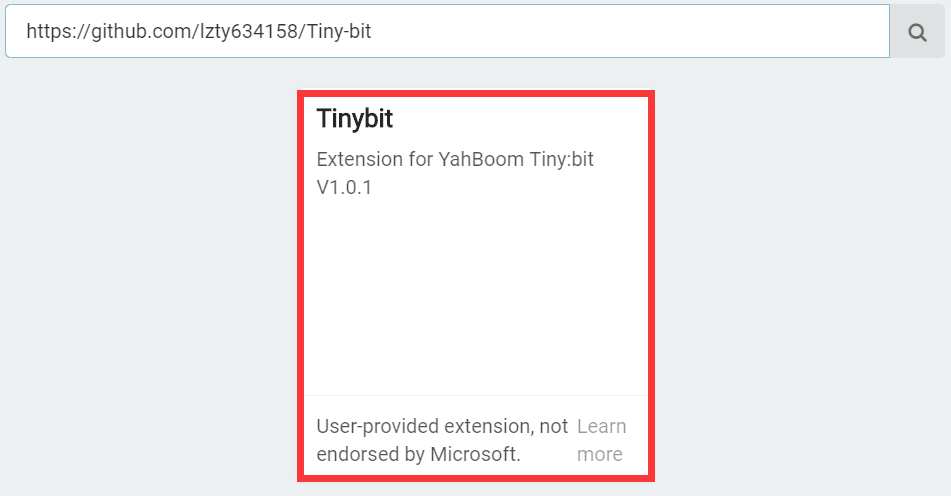 https://github.com/lzty634158/Tiny-bit
Tinybit
Extension for YahBoom Tiny:bit
V1.0.1
User-provided extension, not
endorsed by Microsoft.
Learn
more